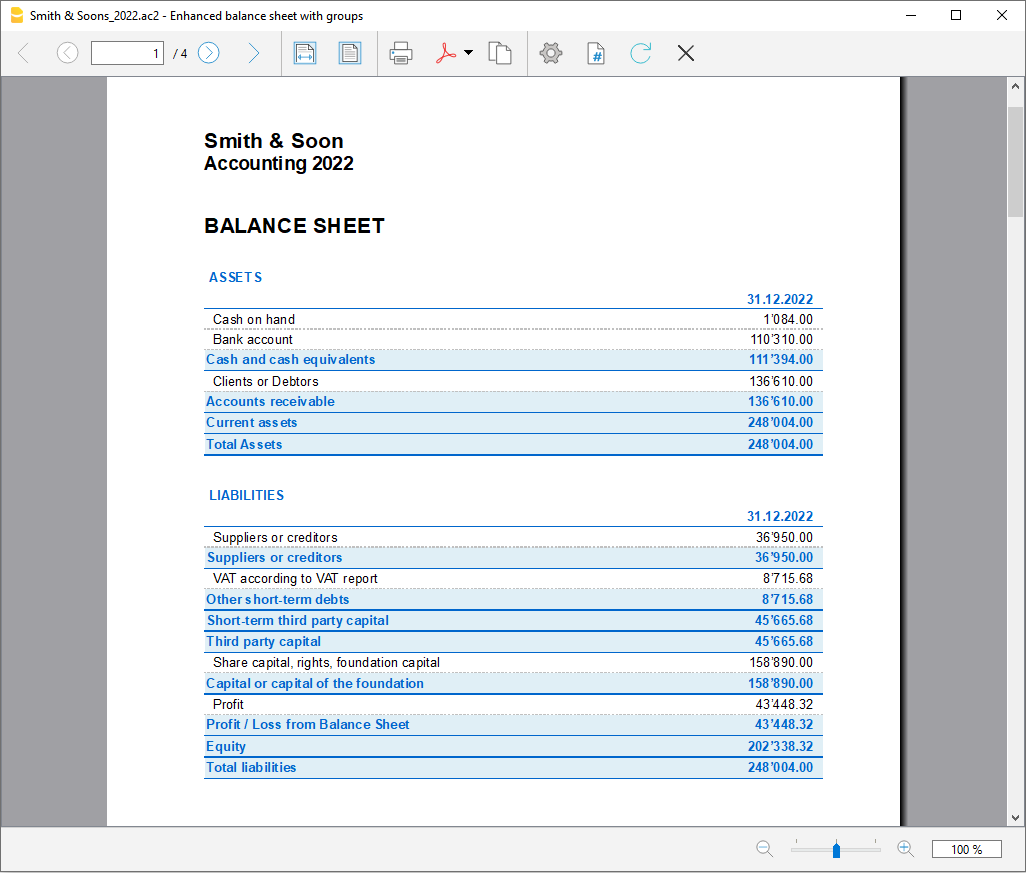 Smith & Soons_2022.ac2 - Enhanced balance sheet with groups
1 / 4
#
Smith & Soon
Accounting 2022
BALANCE SHEET
ASSETS
31.12.2022
Cash on hand 1'084.00
Bank account 110'310.00
Cash and cash equivalents 111'394.00
Clients or Debtors 136'610.00
Accounts receivable 136'610.00
Current assets 248'004.00
Total Assets 248'004.00
LIABILITIES
31.12.2022
Suppliers or creditors 36'950.00
Suppliers or creditors 36'950.00
VAT according to VAT report 8'715.68
Other short-term debts 8'715.68
Short-term third party capital 45'665.68
Third party capital 45'665.68
Share capital, rights, foundation capital 158'890.00
Capital or capital of the foundation 158'890.00
Profit 43'448.32
Profit / Loss from Balance Sheet 43'448.32
Equity 202'338.32
Total liabilities 248'004.00
100 %